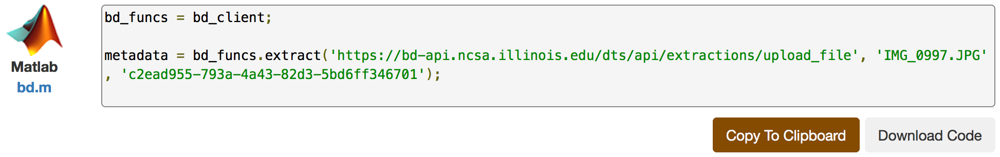 Matlab
bd.m
bd_funcs = bd_client;
metadata = bd_funcs.extract('https://bd-api.ncsa.illinois.edu/dts/api/extractions/upload_file', 'IMG_0997.JPG'
, 'c2ead955-793a-4a43-82d3-5bd6ff346701');
Copy To Clipboard
Download Code